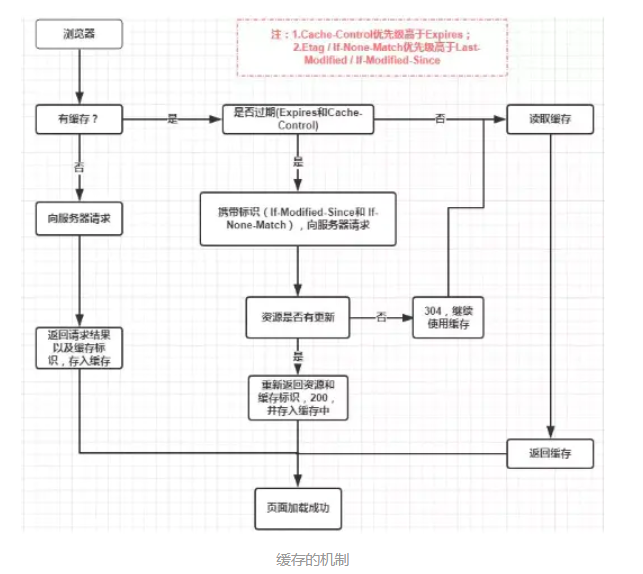 浏览器
注：1.Cache-Control优先级高于Expires；
2.Etag / If-None-Match优先级高于Last-
Modified / If-Modified-Since
有缓存？
是
是否过期(Expires和Cache-
Control)
否
读取缓存
否
是
向服务器请求
携带标识（If-Modified-Since和 If-
None-Match），向服务器请求
资源是否有更新
否
304，继续
使用缓存
返回请求结果
以及缓存标
识，存入缓存
是
重新返回资源和
缓存标识，200，
并存入缓存中
返回缓存
页面加载成功
缓存的机制